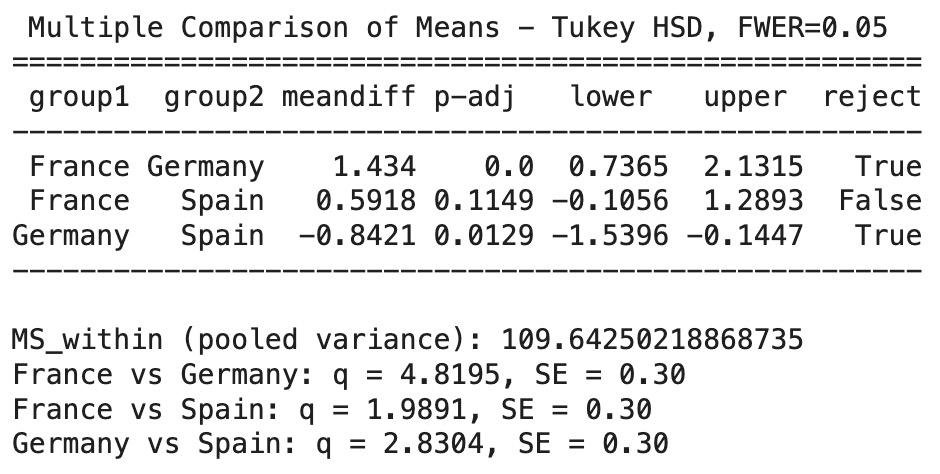 Multiple Comparison of Means - Tukey HSD, FWER=0.05
======================================================
group1 group2 meandiff p-adj lower upper reject
------------------------------------------------------
France Germany 1.434 0.0 0.7365 2.1315 True
France Spain 0.5918 0.1149 -0.1056 1.2893 False
Germany Spain -0.8421 0.0129 -1.5396 -0.1447 True
------------------------------------------------------
MS_within (pooled variance): 109.64250218868735
France vs Germany: q = 4.8195, SE = 0.30
France vs Spain: q = 1.9891, SE = 0.30
Germany vs Spain: q = 2.8304, SE = 0.30